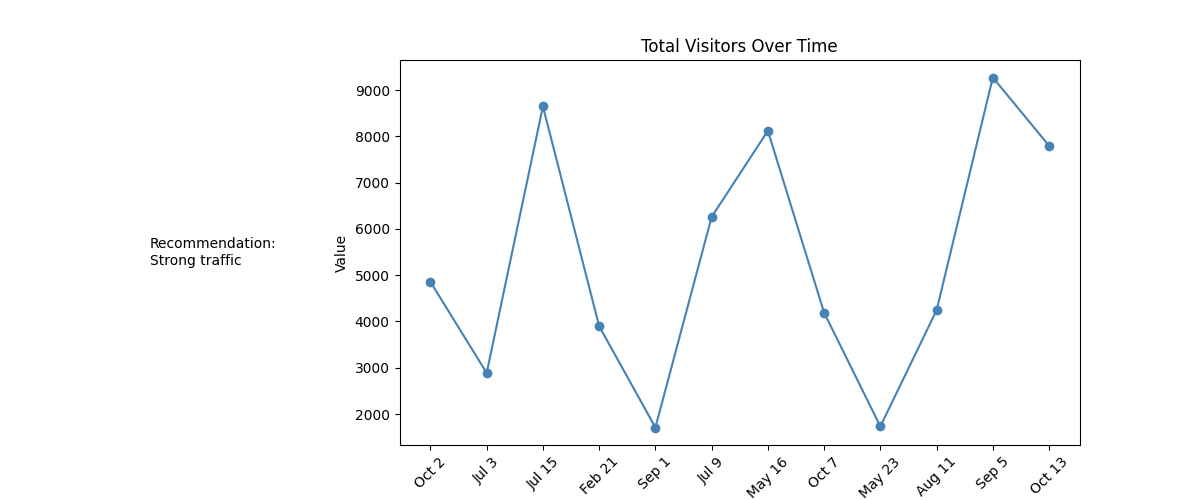 Total Visitors Over Time
Recommendation:
Strong traffic
Value
9000
8000
7000
6000
5000
4000
3000
2000
Oct 2
Jul 3
Jul 15
Feb 21
Sep 1
Jul 9
May 16
Oct 7
May 23
Aug 11
Sep 5
Oct 13